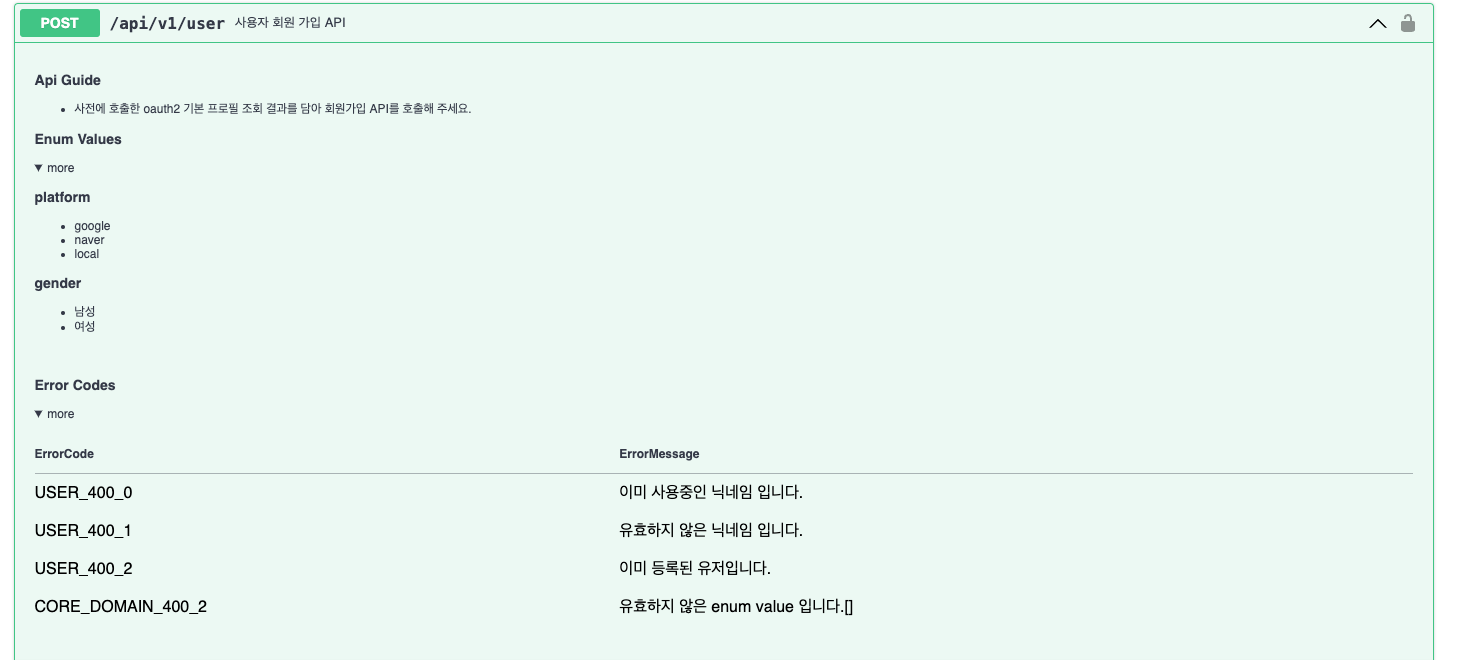 POST /api/v1/user 사용자 회원 가입 API
Api Guide
사전에 호출한 oauth2 기본 프로필 조회 결과를 담아 회원가입 API를 호출해 주세요.
Enum Values
more
platform
google
naver
local
gender
남성
여성
Error Codes
more
ErrorCode ErrorMessage
USER_400_0 이미 사용중인 닉네임 입니다.
USER_400_1 유효하지 않은 닉네임 입니다.
USER_400_2 이미 등록된 유저입니다.
CORE_DOMAIN_400_2 유효하지 않은 enum value 입니다.[]